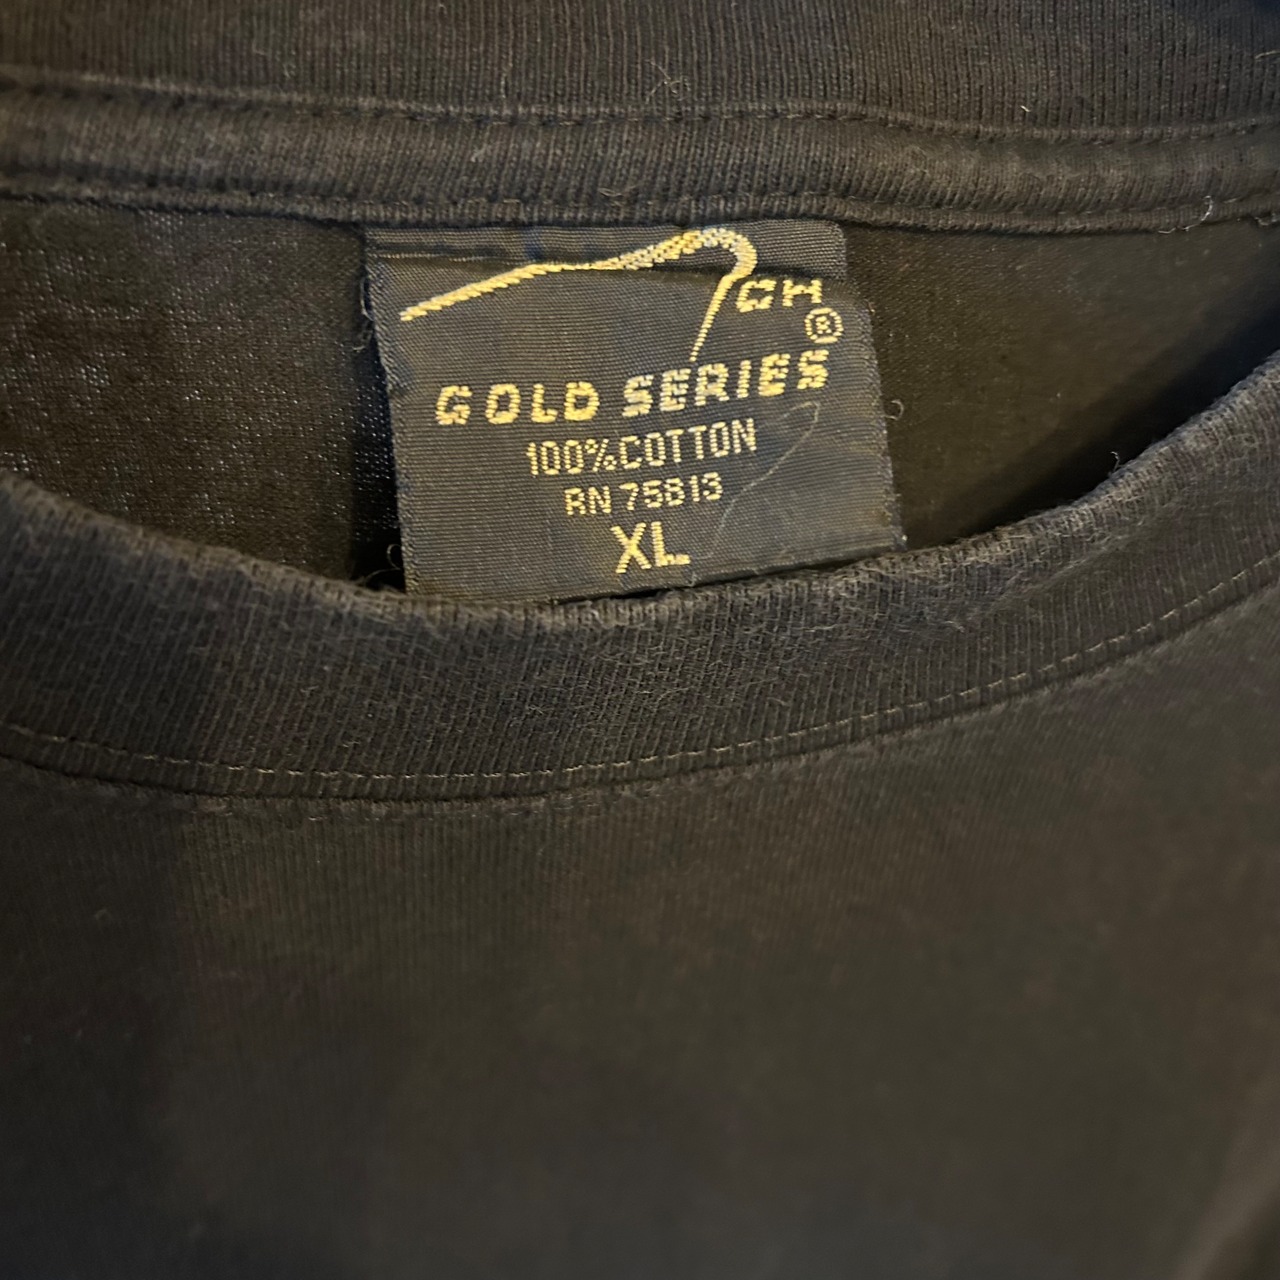 CH
®
GOLD SERIES
100%COTTON
RN 75813
XL